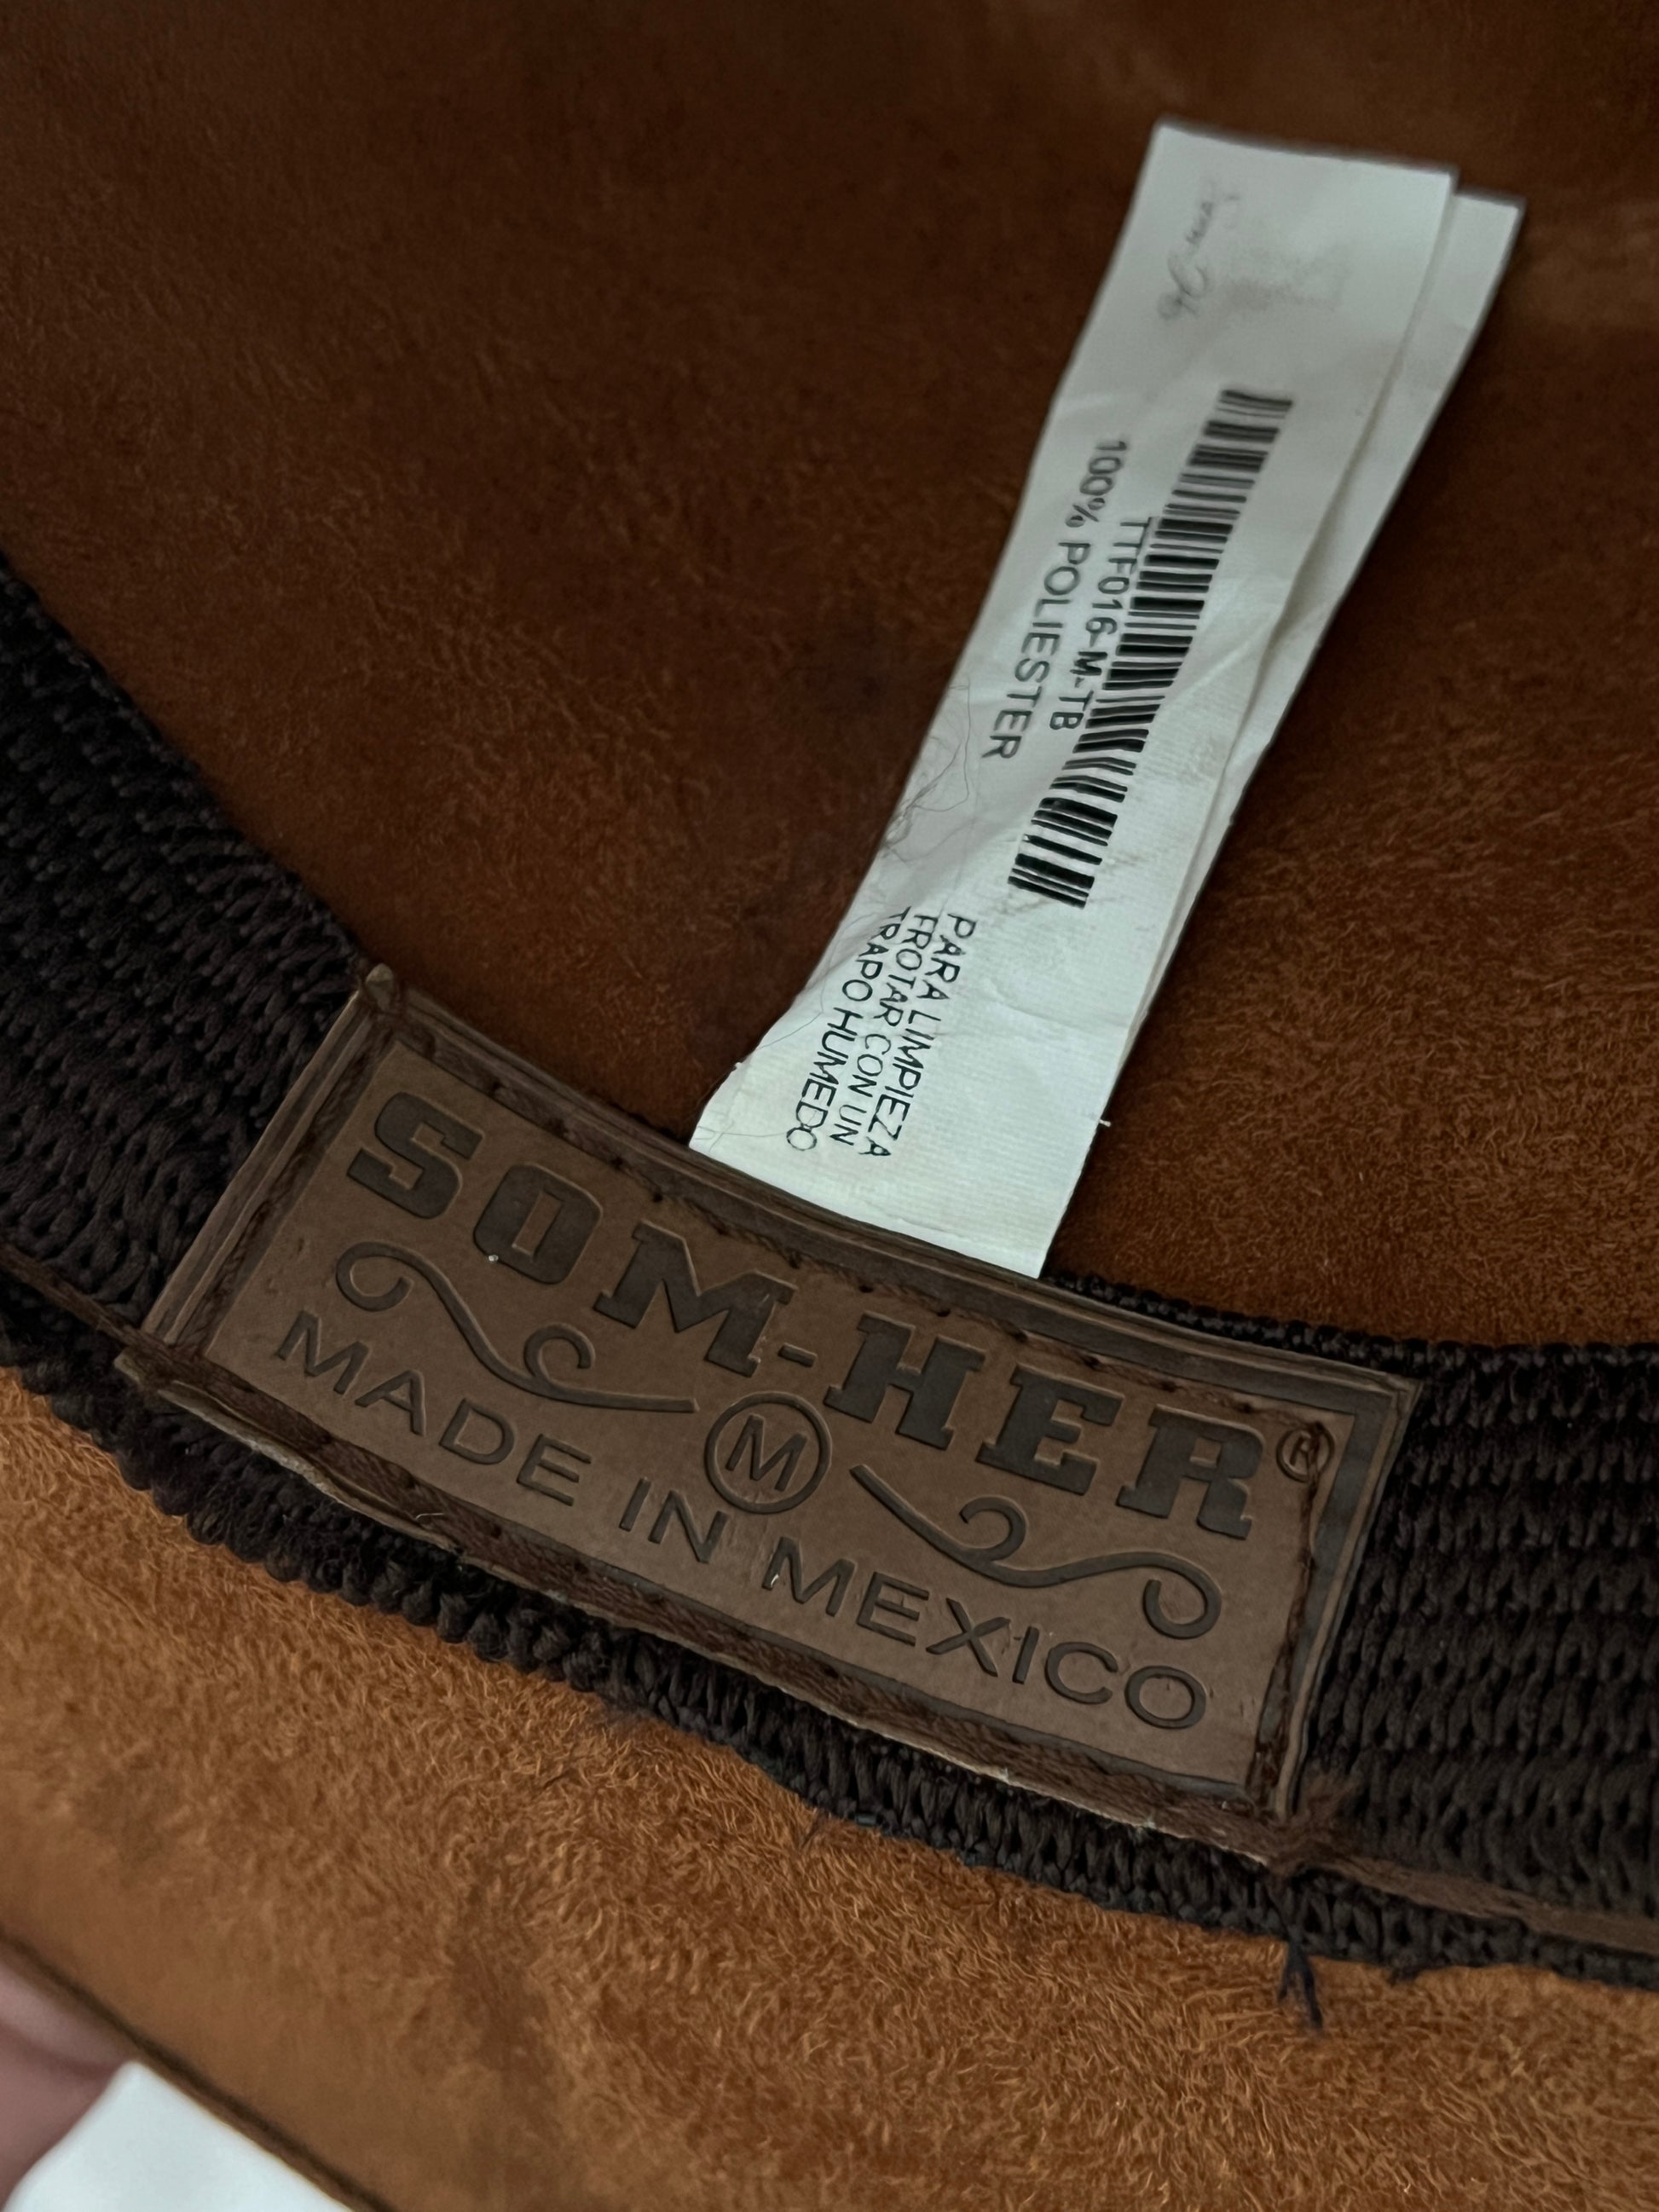 TTF016-M-TB
100% POLIESTER
PARA LIMPIEZA
FROTAR CON UN
TRAPO HUMEDO
SOM-HER®
M
MADE IN MEXICO